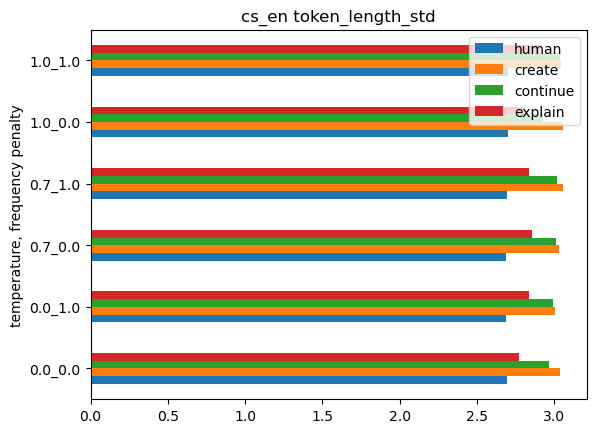 cs_en token_length_std
human
create
continue
explain
temperature, frequency penalty
1.0_1.0
1.0_0.0
0.7_1.0
0.7_0.0
0.0_1.0
0.0_0.0
0.0 0.5 1.0 1.5 2.0 2.5 3.0